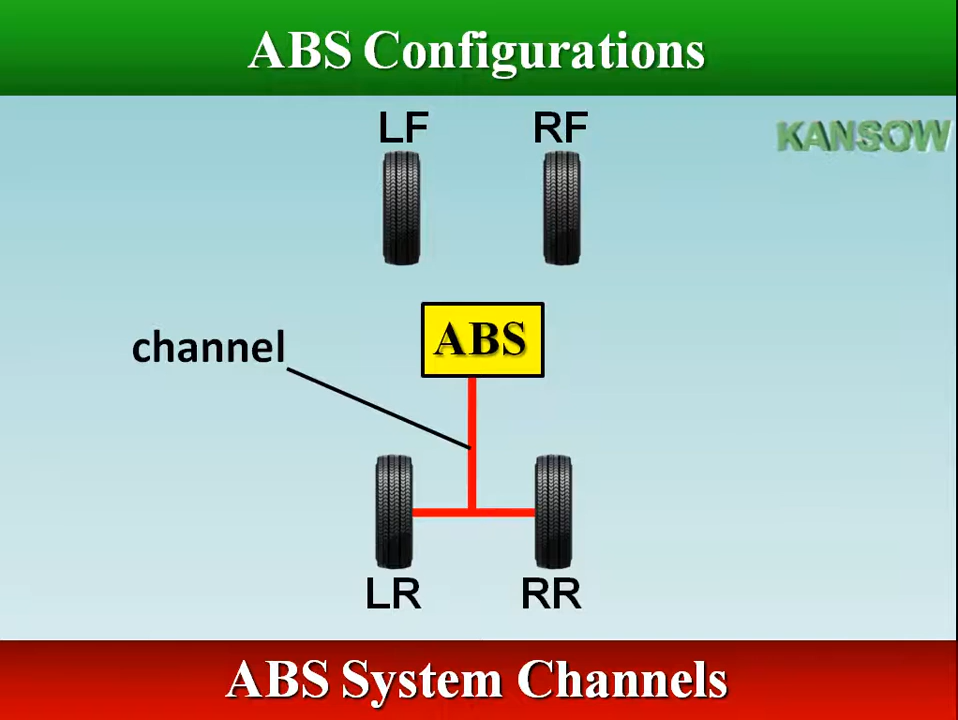 ABS Configurations
LF RF
KANSOW
ABS
channel
LR RR
ABS System Channels